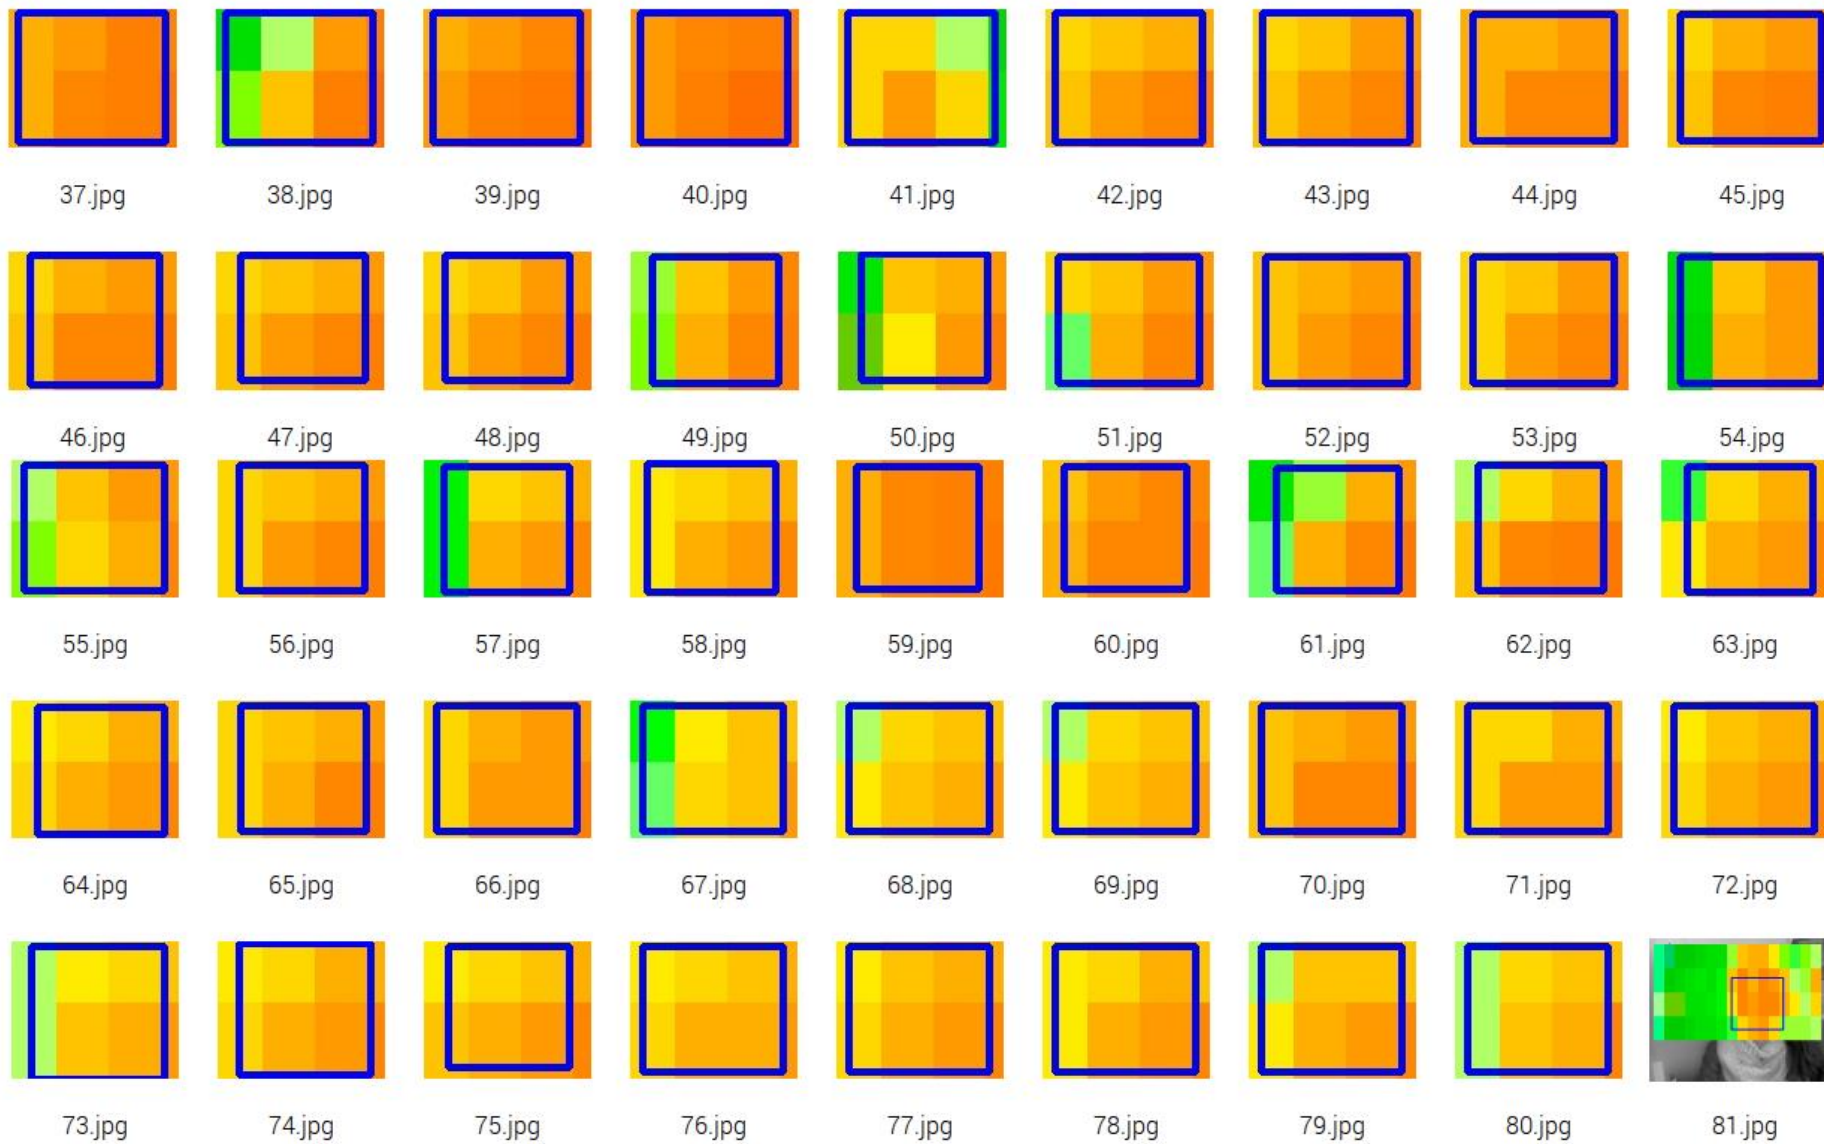 37.jpg 38.jpg 39.jpg 40.jpg 41.jpg 42.jpg 43.jpg 44.jpg 45.jpg
46.jpg 47.jpg 48.jpg 49.jpg 50.jpg 51.jpg 52.jpg 53.jpg 54.jpg
55.jpg 56.jpg 57.jpg 58.jpg 59.jpg 60.jpg 61.jpg 62.jpg 63.jpg
64.jpg 65.jpg 66.jpg 67.jpg 68.jpg 69.jpg 70.jpg 71.jpg 72.jpg
73.jpg 74.jpg 75.jpg 76.jpg 77.jpg 78.jpg 79.jpg 80.jpg 81.jpg